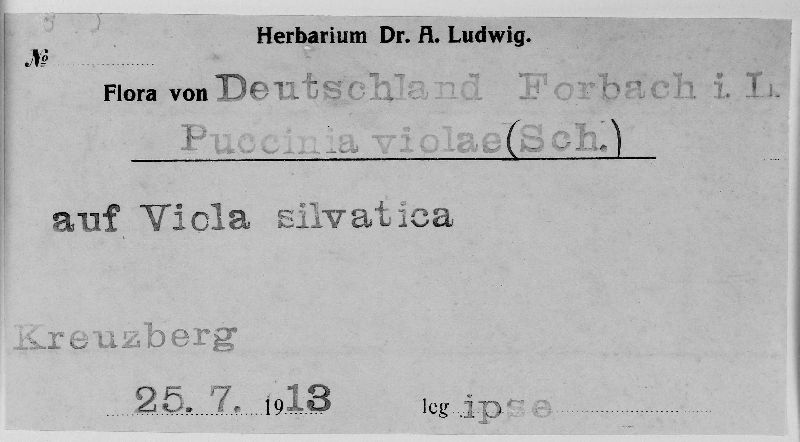 Herbarium Dr. A. Ludwig.
№
Flora von Deutschland Forbach i. L.
Puccinia violae (Sch.)
auf Viola silvatica
Kreuzberg
25. 7. 1913 leg ipse